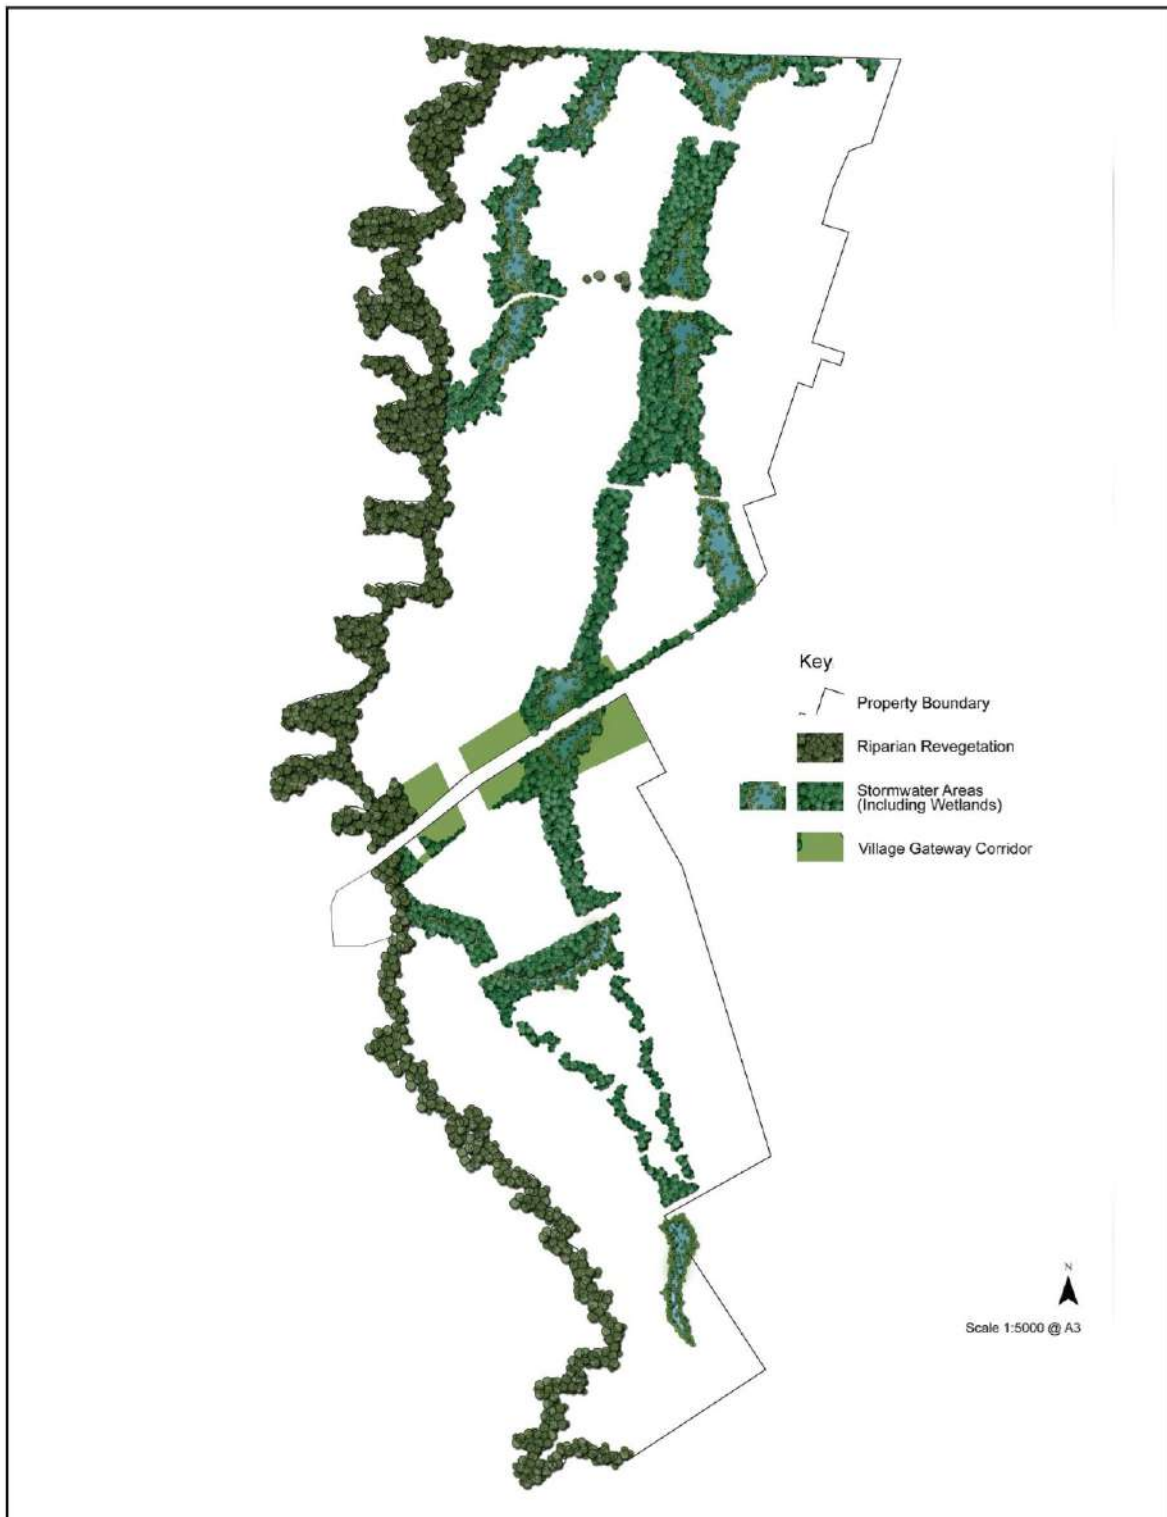 Key
Property Boundary
Riparian Revegetation
Stormwater Areas
(Including Wetlands)
Village Gateway Corridor
N
Scale 1:5000 @ A3